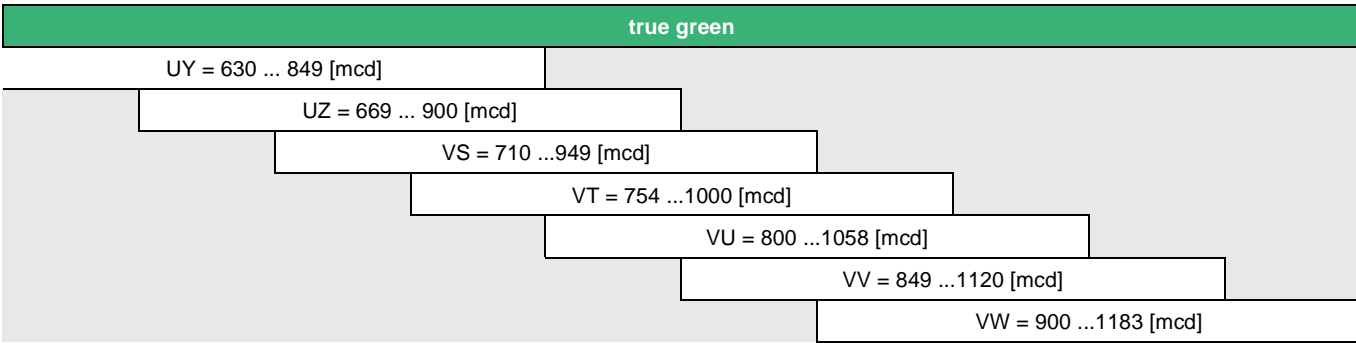 true green
UY = 630 ... 849 [mcd]
UZ = 669 ... 900 [mcd]
VS = 710 ...949 [mcd]
VT = 754 ...1000 [mcd]
VU = 800 ...1058 [mcd]
VV = 849 ...1120 [mcd]
VW = 900 ...1183 [mcd]